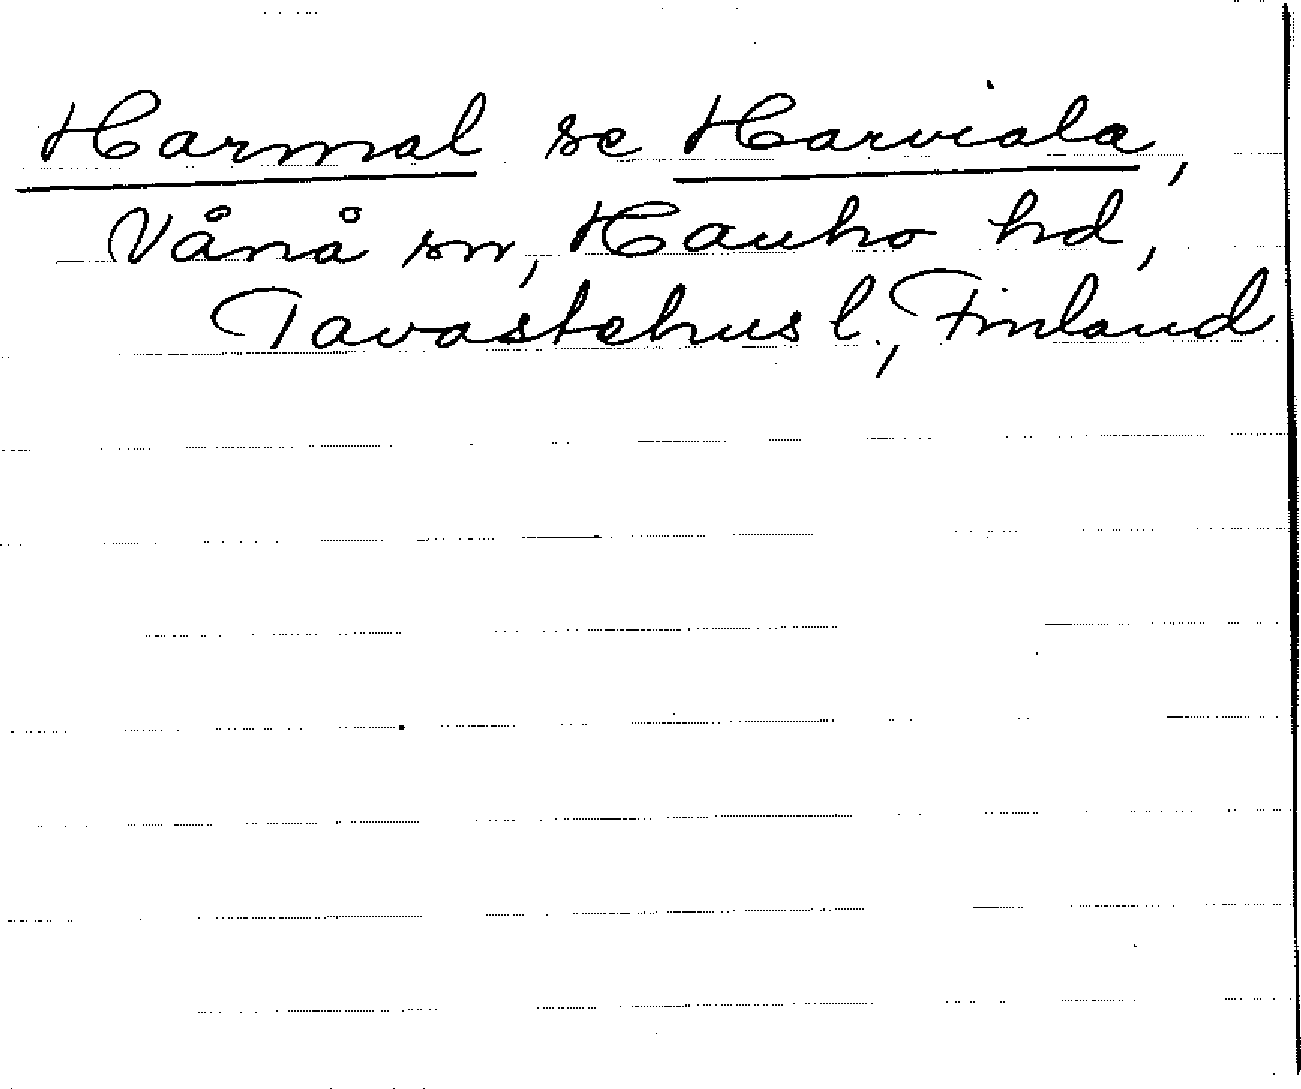 Harmal se Harviala,
Vånå sn, Hauho hd,
Tavastehus l., Finland